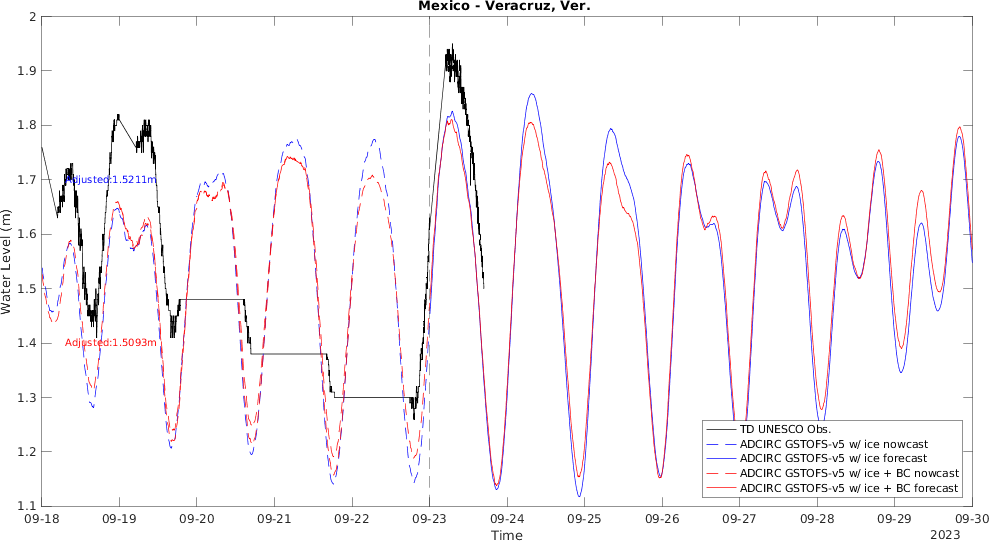 Mexico - Veracruz, Ver.
2
1.9
1.8
1.7
1.6
1.5
1.4
1.3
1.2
1.1
Water Level (m)
Adjusted:1.5211m
Adjusted:1.5093m
TD UNESCO Obs.
ADCIRC GSTOFS-v5 w/ ice nowcast
ADCIRC GSTOFS-v5 w/ ice forecast
ADCIRC GSTOFS-v5 w/ ice + BC nowcast
ADCIRC GSTOFS-v5 w/ ice + BC forecast
09-18 09-19 09-20 09-21 09-22 09-23 09-24 09-25 09-26 09-27 09-28 09-29 09-30
Time
2023